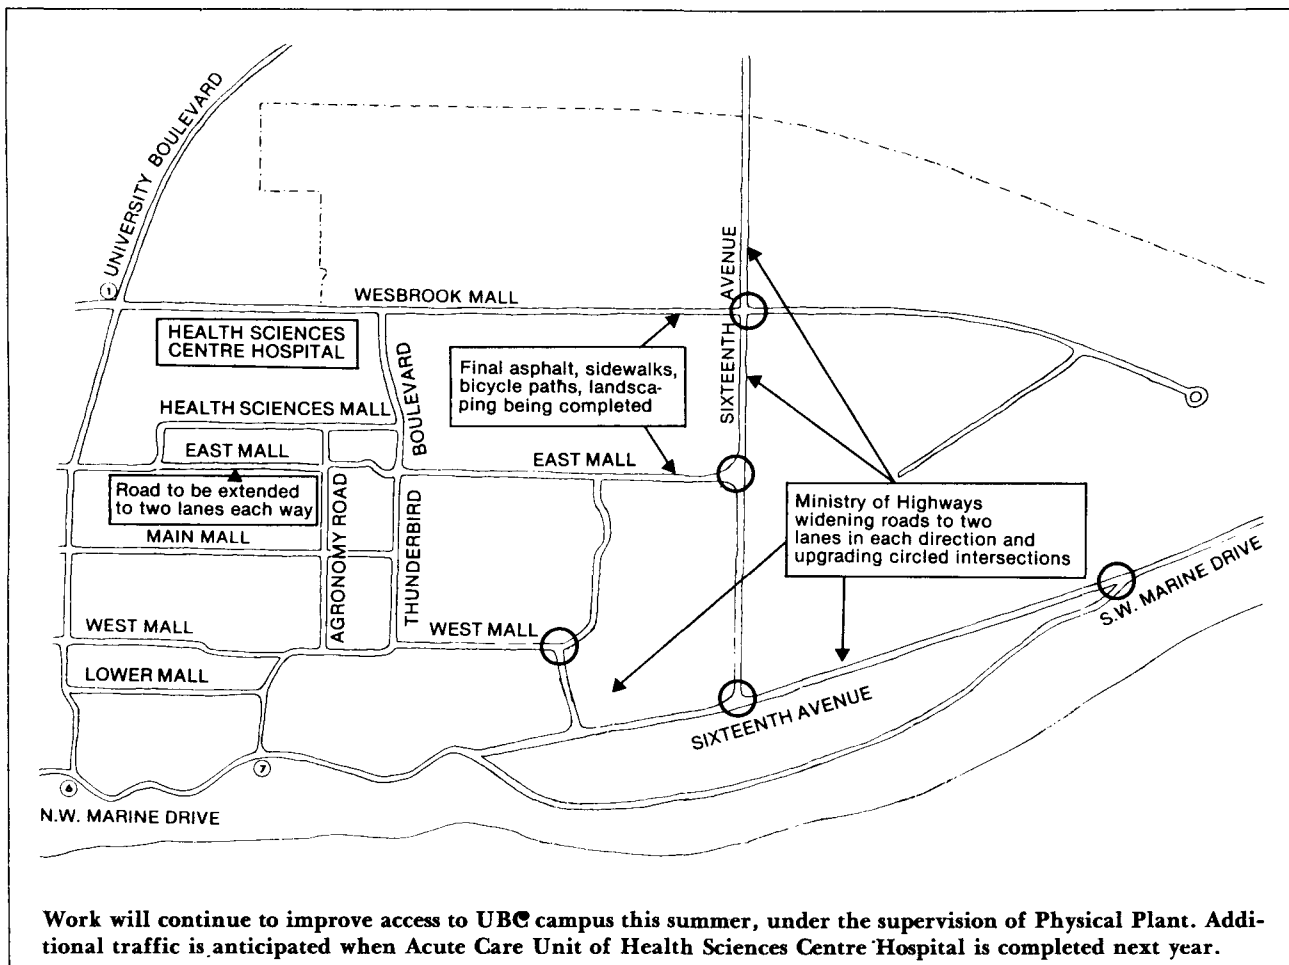 UNIVERSITY BOULEVARD
1
WESBROOK MALL
SIXTEENTH AVENUE
HEALTH SCIENCES
CENTRE HOSPITAL
THUNDERBIRD BOULEVARD
Final asphalt, sidewalks,
bicycle paths, landsca-
ping being completed
SIXTEENTH
HEALTH SCIENCES MALL
EAST MALL
EAST MALL
Road to be extended
to two lanes each way
AGRONOMY ROAD
Ministry of Highways
widening roads to two
lanes in each direction and
upgrading circled intersections
MAIN MALL
S.W. MARINE DRIVE
WEST MALL
WEST MALL
LOWER MALL
SIXTEENTH AVENUE
7
6
N.W. MARINE DRIVE
Work will continue to improve access to UBC campus this summer, under the supervision of Physical Plant. Addi-
tional traffic is anticipated when Acute Care Unit of Health Sciences Centre Hospital is completed next year.